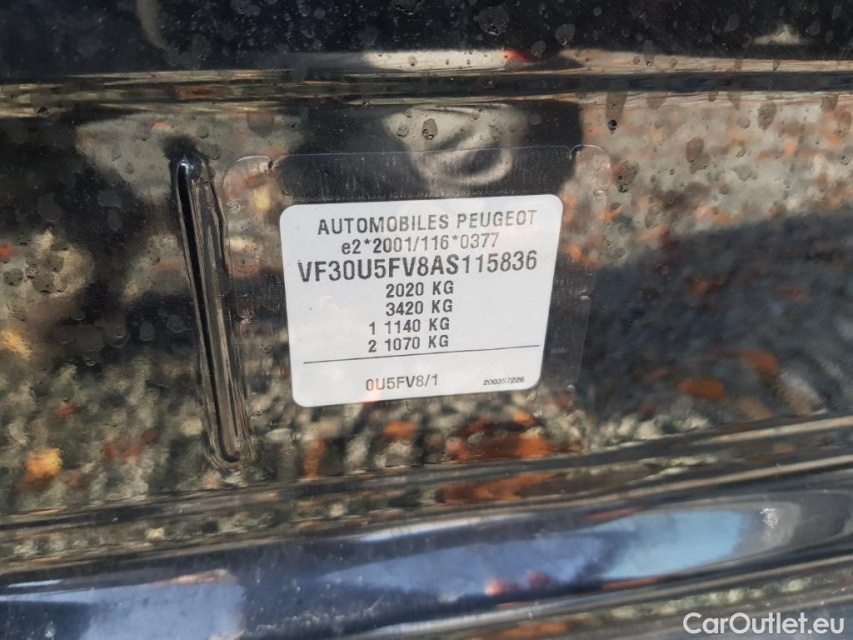 AUTOMOBILES PEUGEOT
e2*2001/116*0377
VF30U5FV8AS115836
2020 KG
3420 KG
1 1140 KG
2 1070 KG
0U5FV8/1 200357226
CarOutlet.eu